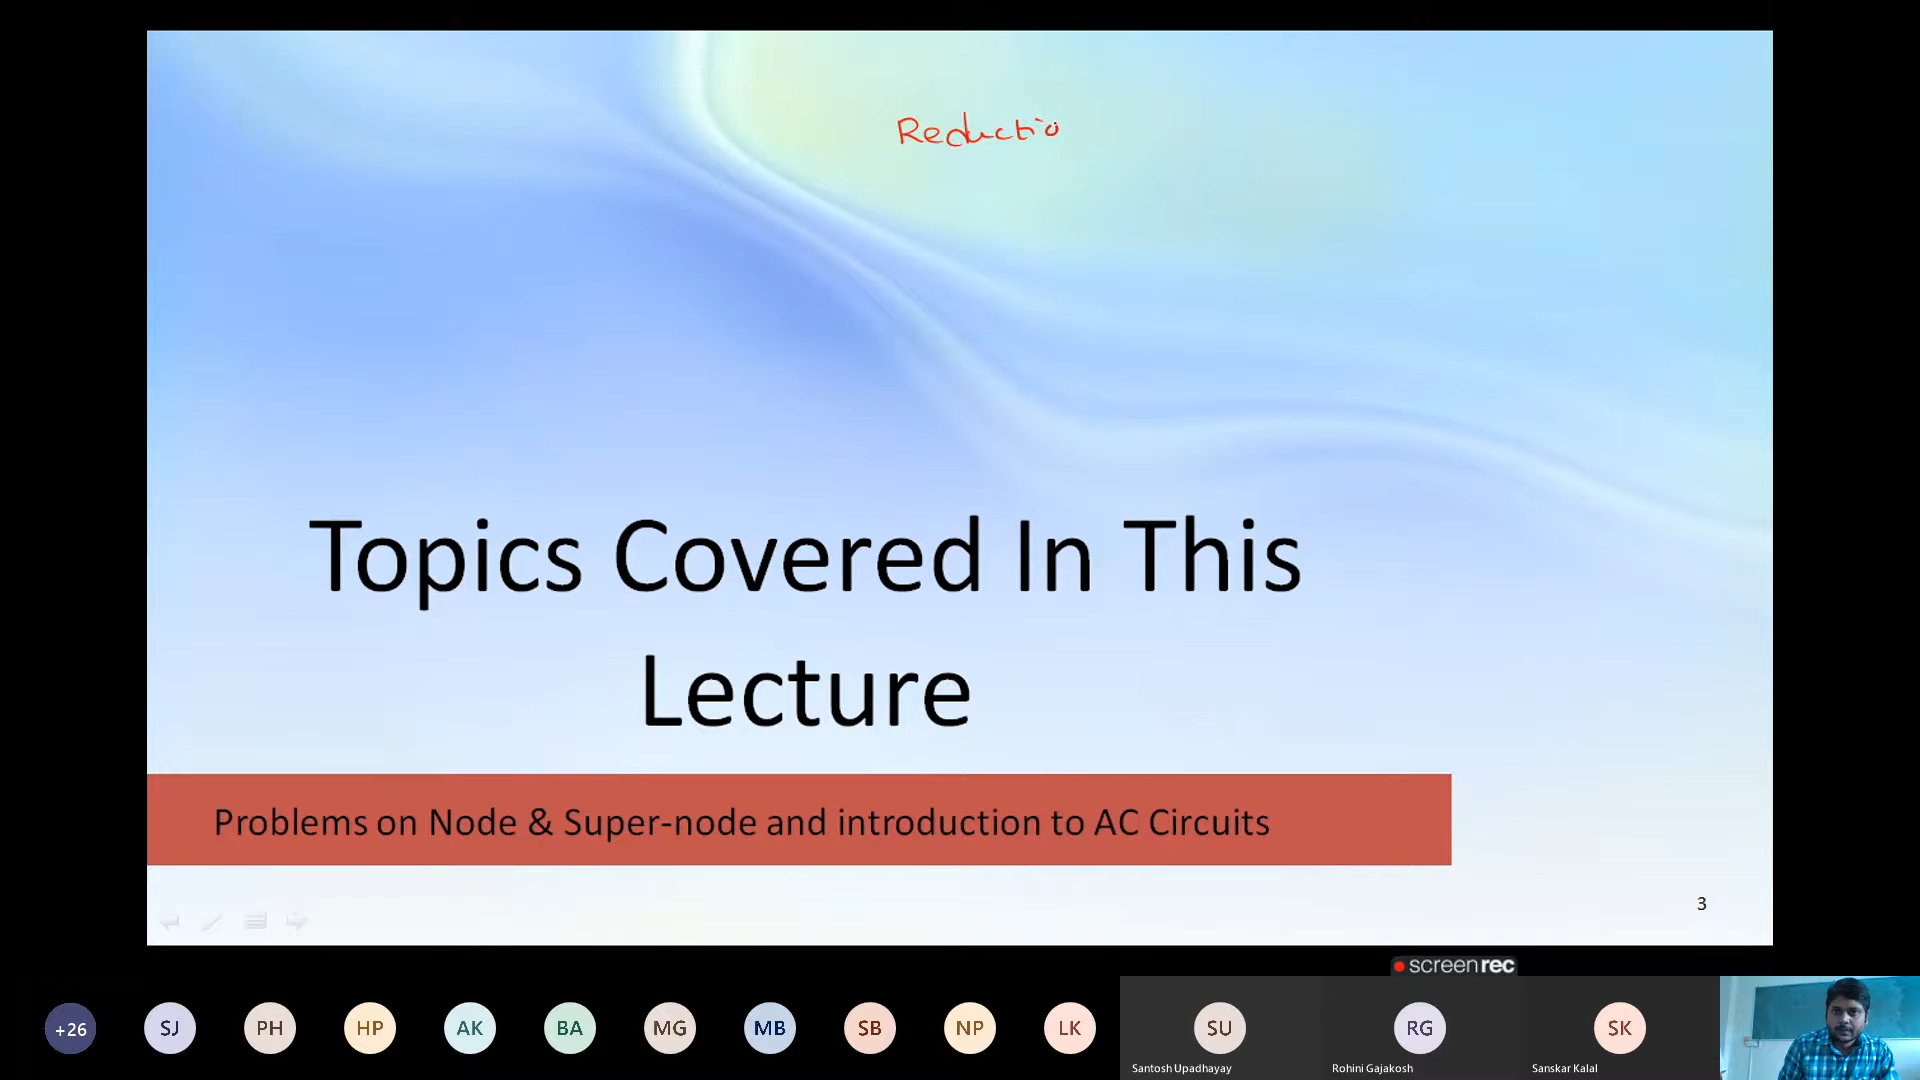 Reductio
Topics Covered In This
Lecture
Problems on Node & Super-node and introduction to AC Circuits
3
screenrec
+26
SJ
PH
HP
AK
BA
MG
MB
SB
NP
LK
SU
RG
SK
Santosh Upadhayay
Rohini Gajakosh
Sanskar Kalal